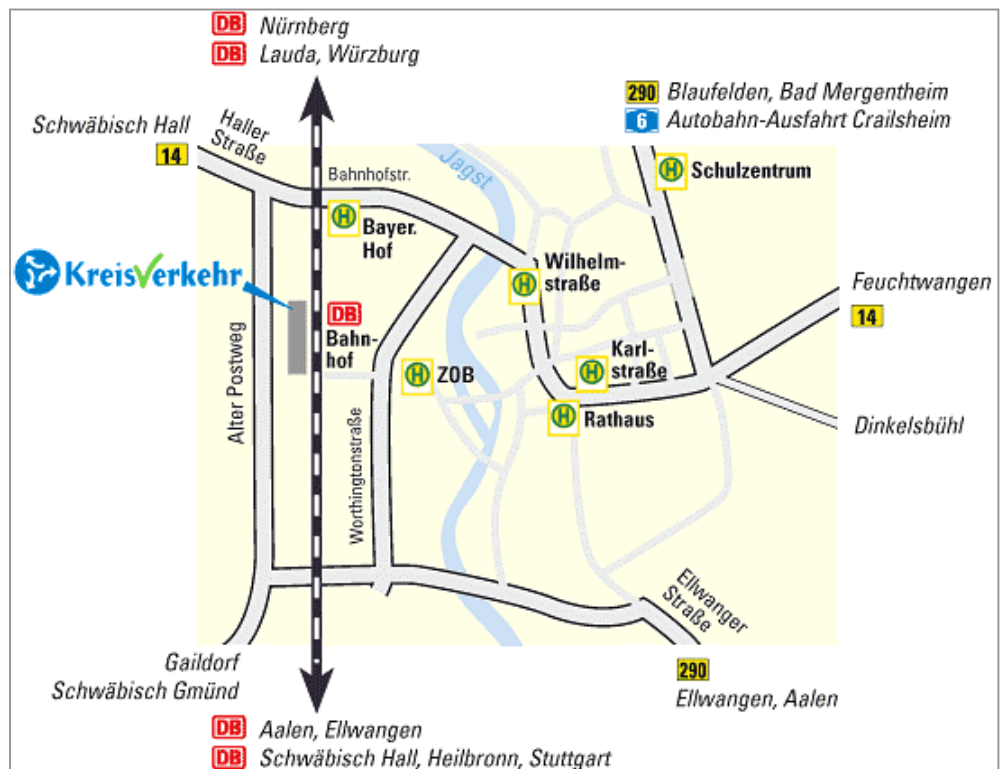 DB Nürnberg
DB Lauda, Würzburg
290 Blaufelden, Bad Mergentheim
6 Autobahn-Ausfahrt Crailsheim
Schwäbisch Hall
14
Haller
Straße
Bahnhofstr.
Jagst
H Schulzentrum
H Bayer.
Hof
KreisVerkehr
H Wilhelm-
straße
Feuchtwangen
14
DB
Bahn-
hof
H ZOB
H Karl-
straße
H Rathaus
Dinkelsbühl
Alter Postweg
Worthingtonstraße
Ellwanger
Straße
Gaildorf
Schwäbisch Gmünd
290
Ellwangen, Aalen
DB Aalen, Ellwangen
DB Schwäbisch Hall, Heilbronn, Stuttgart